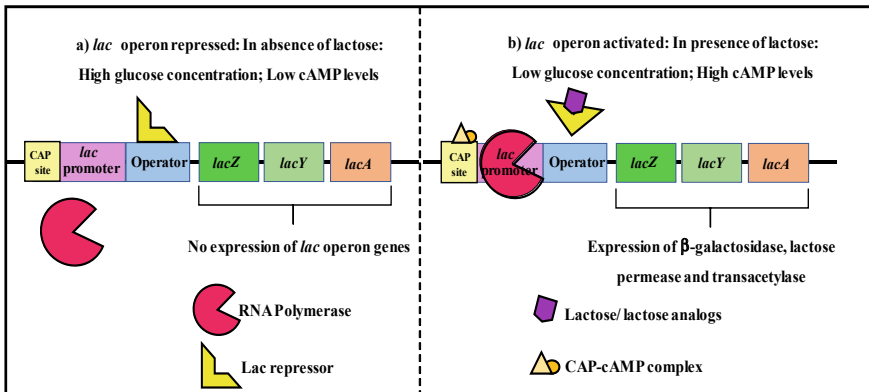 a) lac operon repressed: In absence of lactose:
High glucose concentration; Low cAMP levels
CAP
site
lac
promoter
Operator
lacZ
lacY
lacA
No expression of lac operon genes
RNA Polymerase
Lac repressor
b) lac operon activated: In presence of lactose:
Low glucose concentration; High cAMP levels
CAP
site
lac
promoter
Operator
lacZ
lacY
lacA
Expression of β-galactosidase, lactose
permease and transacetylase
Lactose/ lactose analogs
CAP-cAMP complex